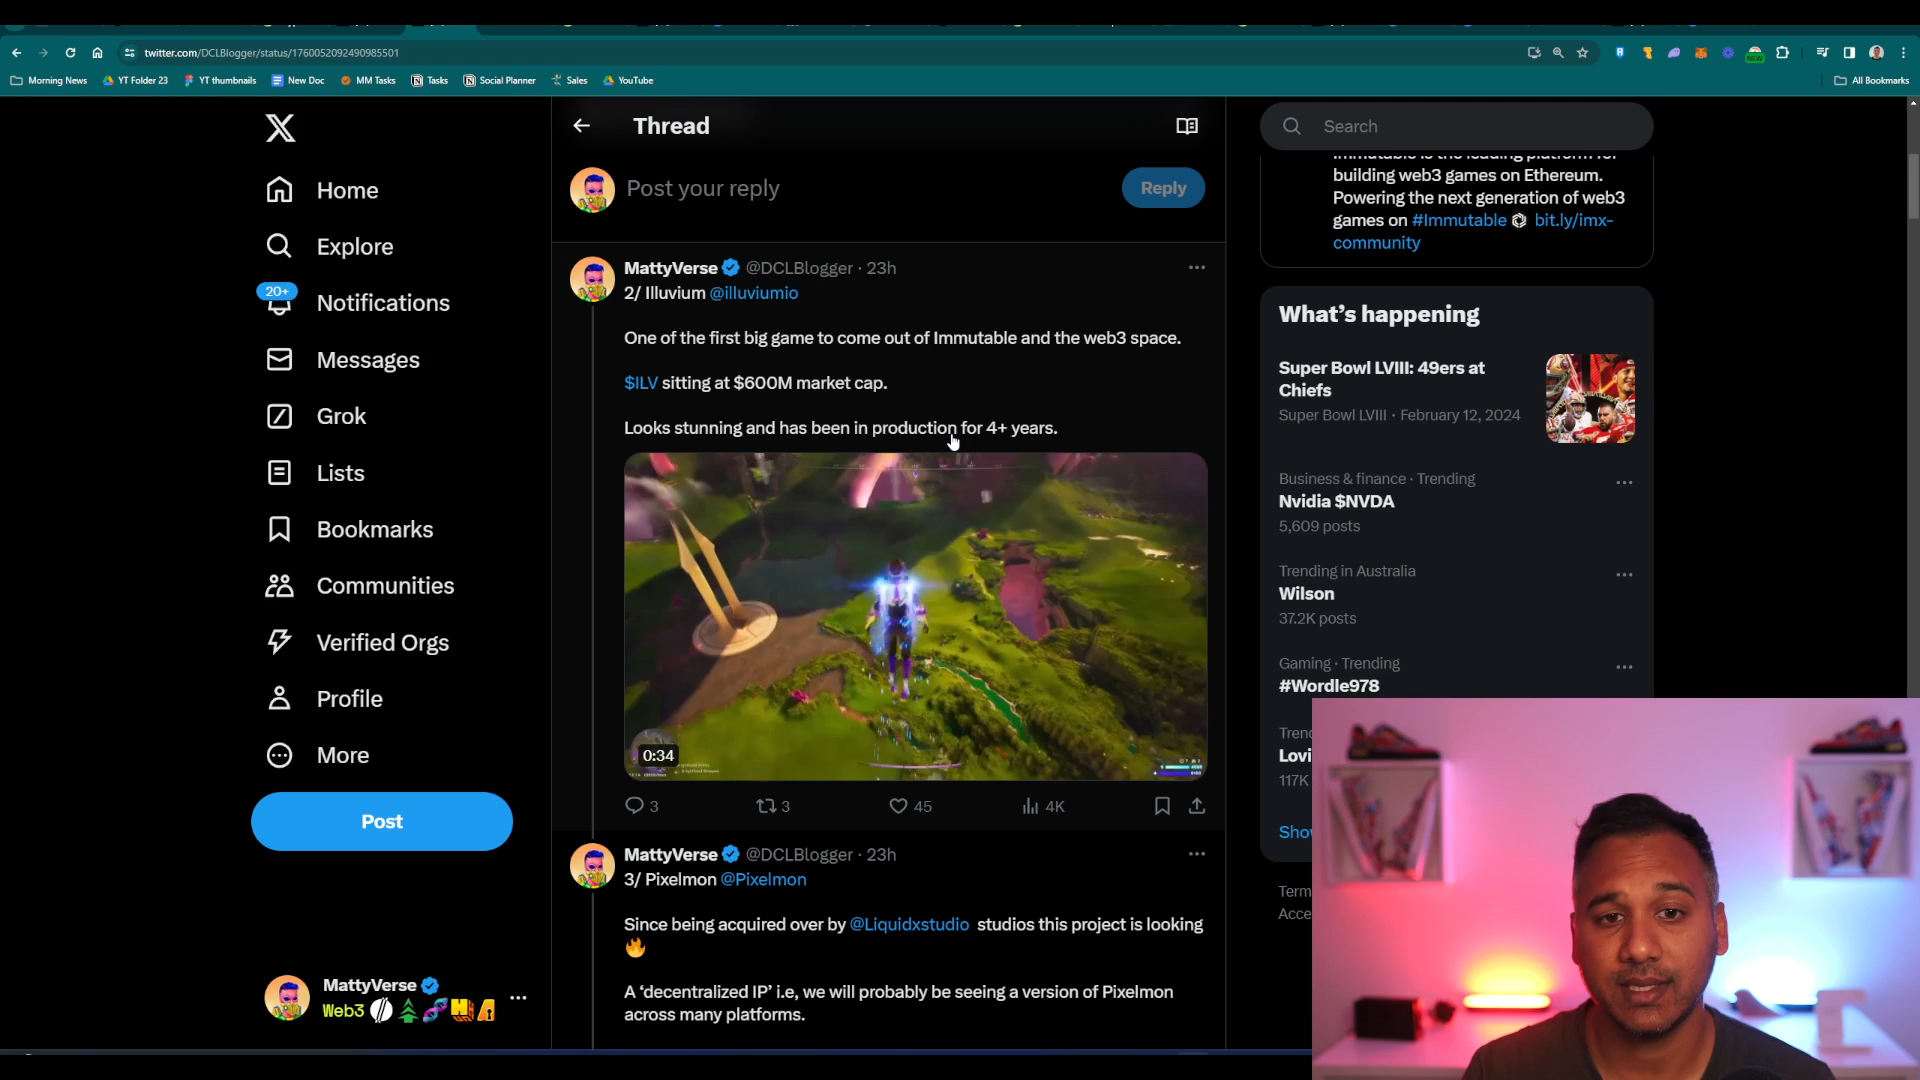 twitter.com/DCLBlogger/status/1760052092490985501
NEW
Morning News
YT Folder 23
YT thumbnails
New Doc
MM Tasks
Tasks
Social Planner
Sales
YouTube
All Bookmarks
Home
Explore
20+
Notifications
Messages
Grok
Lists
Bookmarks
Communities
Verified Orgs
Profile
More
Post
MattyVerse
Web3
Thread
Post your reply
Reply
MattyVerse @DCLBlogger · 23h
2/ Illuvium @illuviumio
One of the first big game to come out of Immutable and the web3 space.
$ILV sitting at $600M market cap.
Looks stunning and has been in production for 4+ years.
0:34
3
3
45
4K
MattyVerse @DCLBlogger · 23h
3/ Pixelmon @Pixelmon
Since being acquired over by @Liquidxstudio studios this project is looking
🔥
A ‘decentralized IP’ i.e, we will probably be seeing a version of Pixelmon
across many platforms.
Search
Immutable is the leading platform for
building web3 games on Ethereum.
Powering the next generation of web3
games on #Immutable bit.ly/imx-
community
What’s happening
Super Bowl LVIII: 49ers at
Chiefs
Super Bowl LVIII · February 12, 2024
Business & finance · Trending
Nvidia $NVDA
5,609 posts
Trending in Australia
Wilson
37.2K posts
Gaming · Trending
#Wordle978
Trend
Lovi
117K
Show
Term
Acce